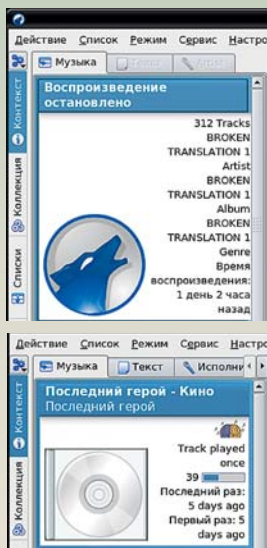 Действие Список Режим Сервис Настро
Музыка Текст Artist
Контекст
Коллекция
Списки
Воспроизведение
остановлено
312 Tracks
BROKEN
TRANSLATION 1
Artist
BROKEN
TRANSLATION 1
Album
BROKEN
TRANSLATION 1
Genre
Время
воспроизведения:
1 день 2 часа
назад
Действие Список Режим Сервис Настро
Музыка Текст Исполни
Контекст
Коллекция
Последний герой - Кино
Последний герой
Track played
once
39
Последний раз:
5 days ago
Первый раз: 5
days ago